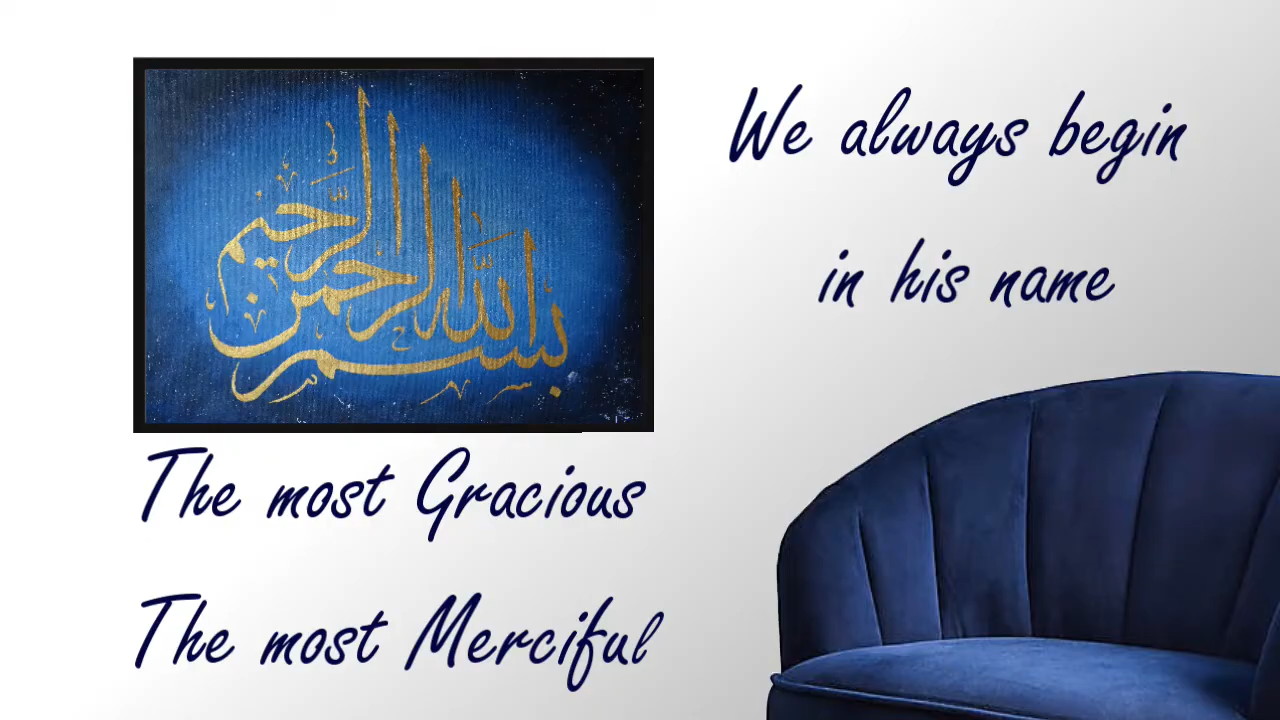 بسم الله الرحمن الرحيم
We always begin
in his name
The most Gracious
The most Merciful